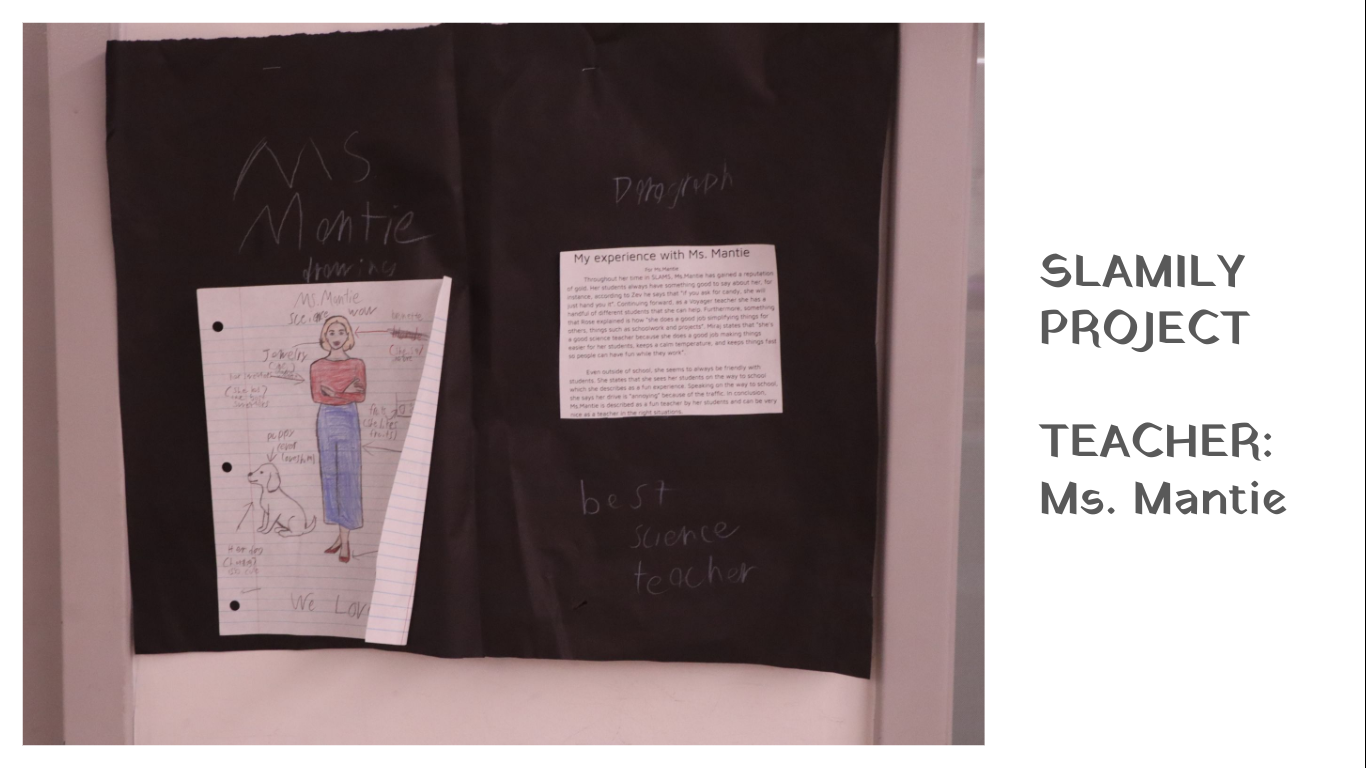 MS
Mantie
drawing
Ms. Mantie
Science wow
Jewelry
puppy
We Lov
Paragraph
My experience with Ms. Mantie
Throughout her time in SLAMS, Ms.Mantie has gained a reputation
of god. Her students always have something good to say about her, for
instance, according to Zev he says that "if you ask for candy, she will
just hand you it". Continuing forward, as a Voyager teacher she has a
handful of different students that she can help. Furthermore, something
that Rose explained is how "she does a good job simplifying things for
others, things such as schoolwork and projects". Miraj states that "she's
a good science teacher because she does a good job making things
easier for her students, keeps a calm temperature, and keeps things fast
so people can have fun while they work".
Even outside of school, she seems to always be friendly with
students. She states that she sees her students on the way to school
which she describes as a fun experience. Speaking on the way to school,
she says her drive is "annoying" because of the traffic. In conclusion,
Ms.Mantie is described as a fun teacher by her students and can be very
nice as a teacher in the right situations.
best
science
teacher
SLAMILY
PROJECT
TEACHER:
Ms. Mantie